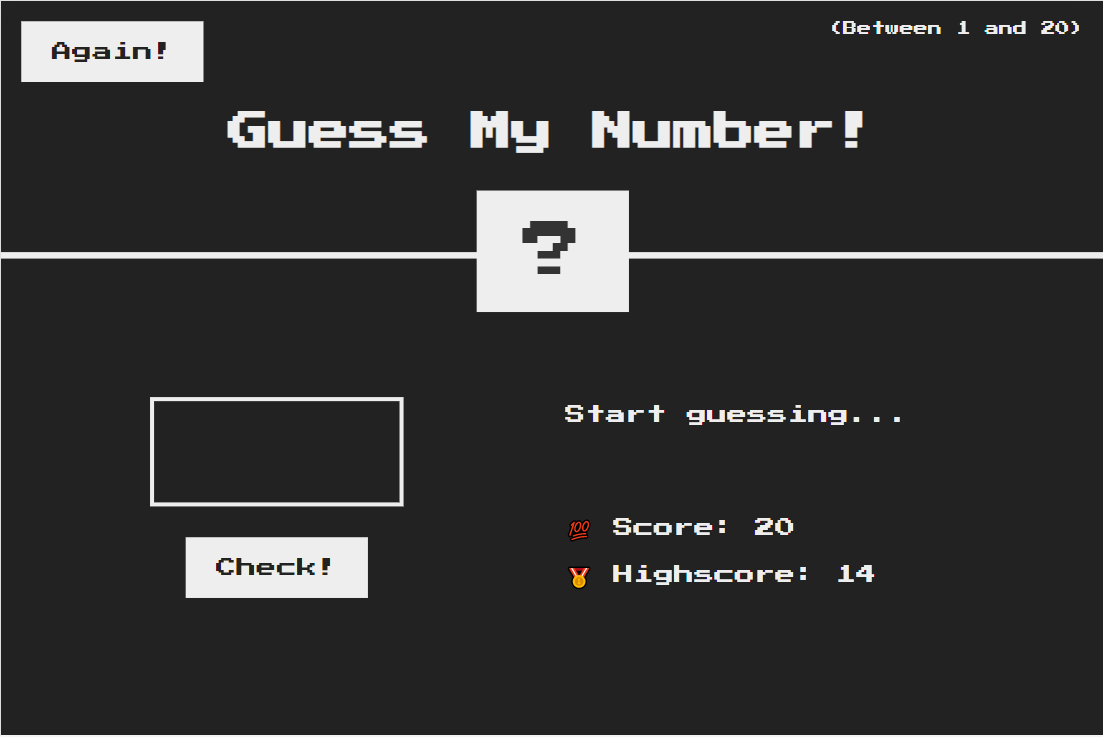 Again!
(Between 1 and 20)
Guess My Number!
?
Start guessing...
💯 Score: 20
Check!
🥇 Highscore: 14